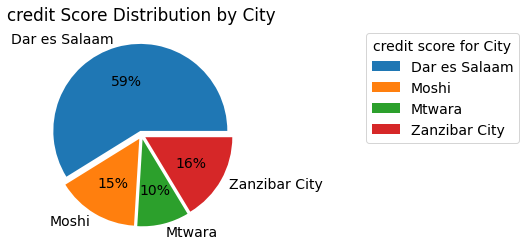 credit Score Distribution by City
Dar es Salaam
59%
15%
10%
16%
Moshi
Mtwara
Zanzibar City
credit score for City
Dar es Salaam
Moshi
Mtwara
Zanzibar City